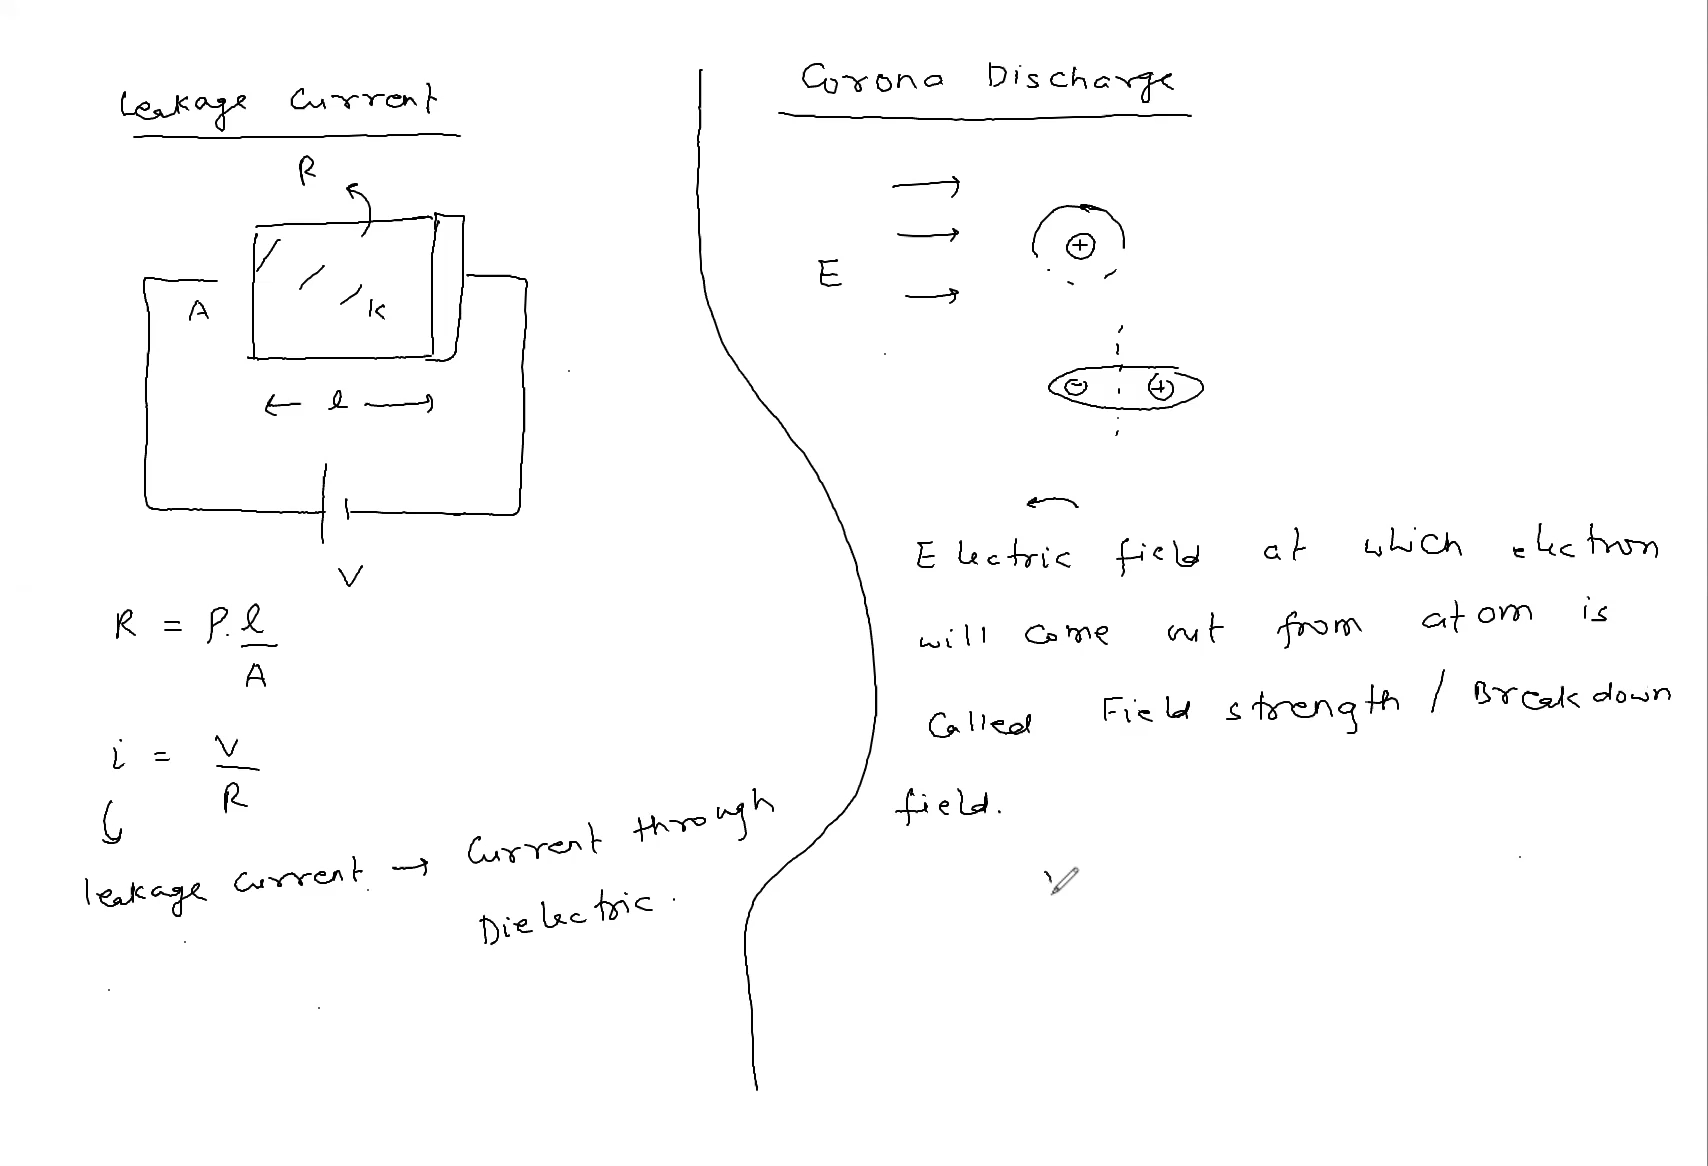 Leakage Current
R
A
K
l
V
R = ρ.l/A
i = V/R
leakage current → Current through
Dielectric.
Corona Discharge
E
+
- +
Electric field at which electron
will come out from atom is
Called Field strength / Breakdown
field.